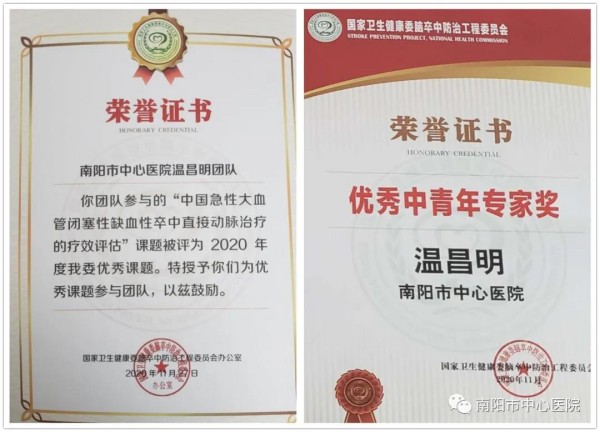 荣誉证书
HONORARY CREDENTIAL
南阳市中心医院温昌明团队
你团队参与的“中国急性大血
管闭塞性缺血性卒中直接动脉治疗
的疗效评估”课题被评为 2020 年
度我委优秀课题。特授予你们为优
秀课题参与团队，以兹鼓励。
国家卫生健康委脑卒中防治工程委员会办公室
2020年11月27日
办公室
国家卫生健康委脑卒中防治工程委员会
STROKE PREVENTION PROJECT, NATIONAL HEALTH COMMISSION
荣誉证书
HONORARY CREDENTIAL
优秀中青年专家奖
温昌明
南阳市中心医院
国家卫生健康委脑卒中防治工程委员会
2020年11月
南阳市中心医院